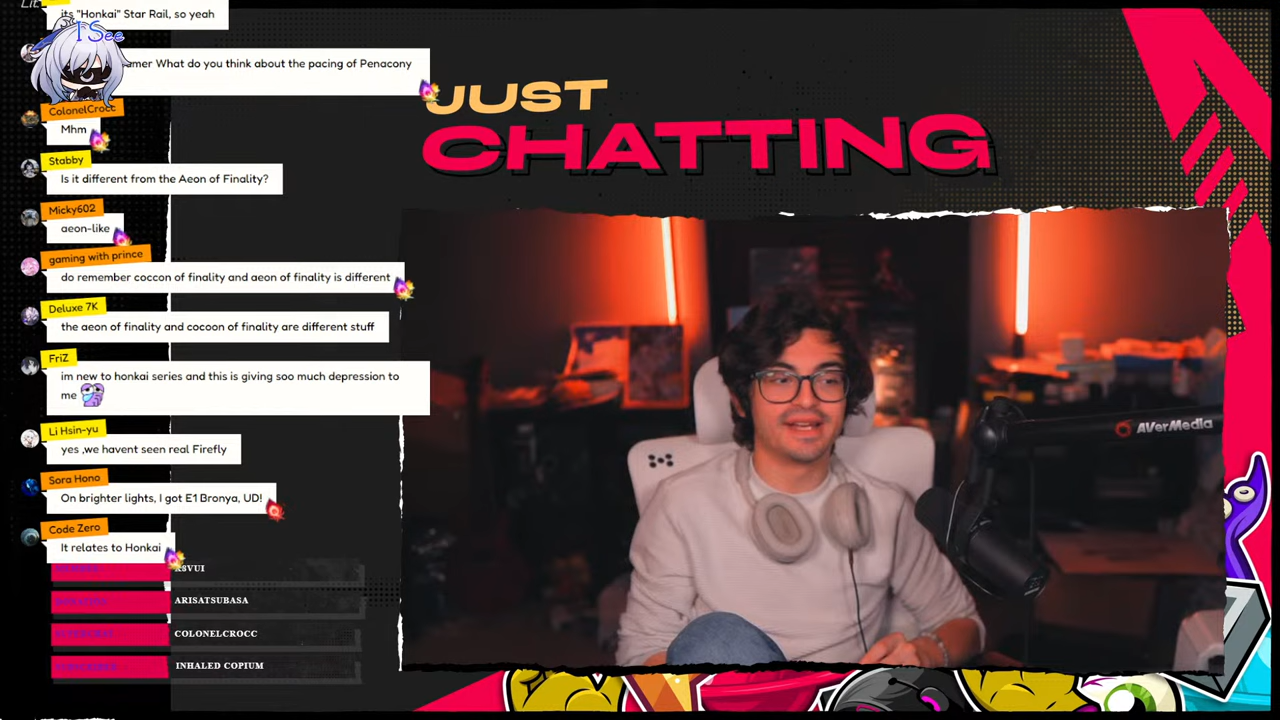 its "Honkai" Star Rail, so yeah
I See
What do you think about the pacing of Penacony
ColonelCrocc
Mhm
Stabby
Is it different from the Aeon of Finality?
Micky602
aeon-like
gaming with prince
do remember coccon of finality and aeon of finality is different
Deluxe 7K
the aeon of finality and cocoon of finality are different stuff
FriZ
im new to honkai series and this is giving soo much depression to
me
Li Hsin-yu
yes ,we havent seen real Firefly
Sora Hono
On brighter lights, I got E1 Bronya, UD!
Code Zero
It relates to Honkai
ASVUI
ARISATSUBASA
COLONELCROCC
INHALED COPIUM
JUST
CHATTING
AVerMedia